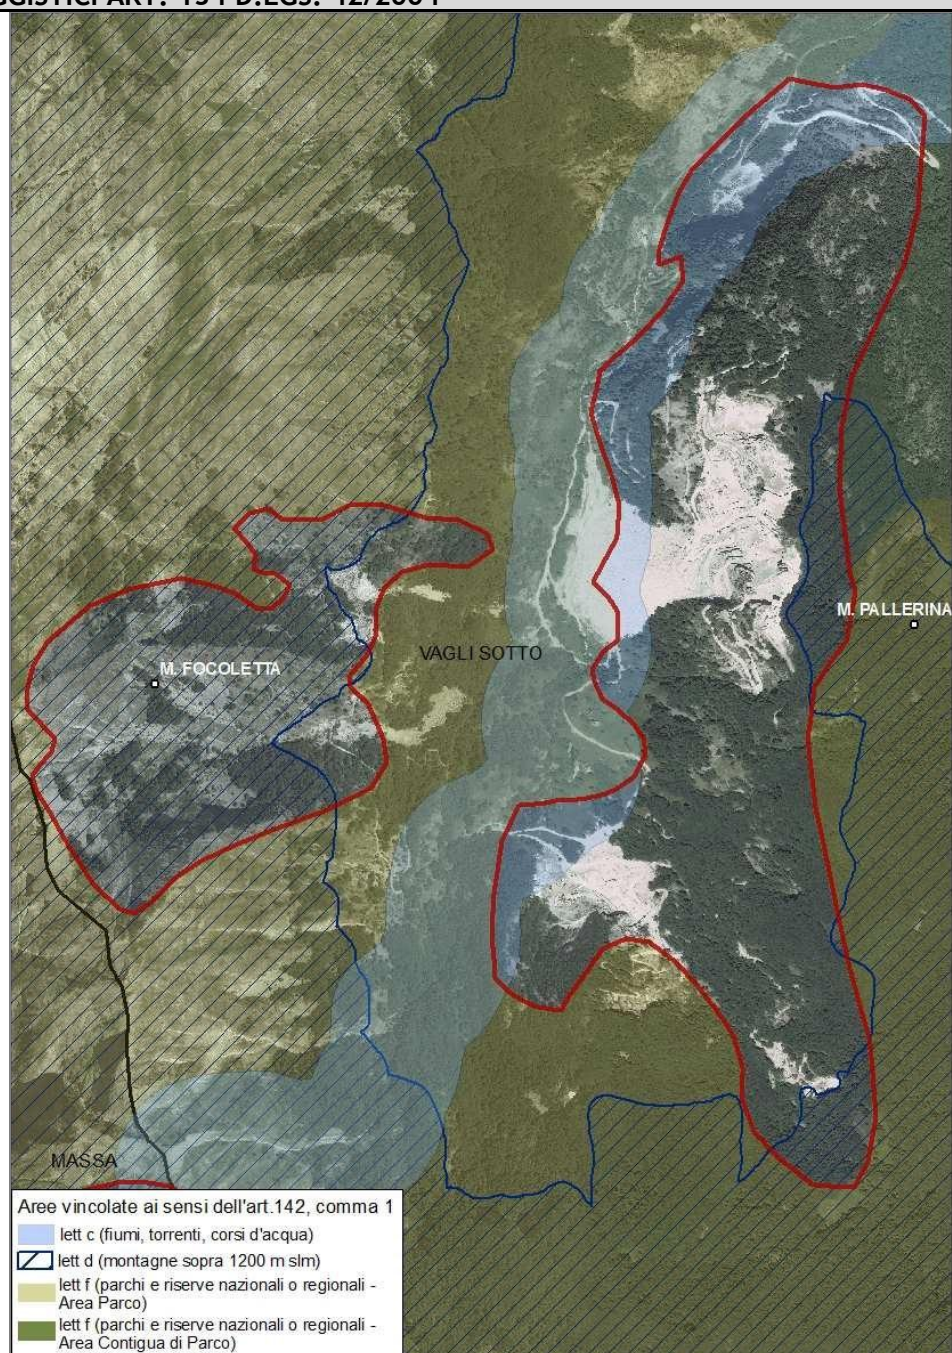 M. PALLERINA
VAGLI SOTTO
M. FOCOLETTA
MASSA
Aree vincolate ai sensi dell'art.142, comma 1
lett c (fiumi, torrenti, corsi d'acqua)
lett d (montagne sopra 1200 m slm)
lett f (parchi e riserve nazionali o regionali -
Area Parco)
lett f (parchi e riserve nazionali o regionali -
Area Contigua di Parco)